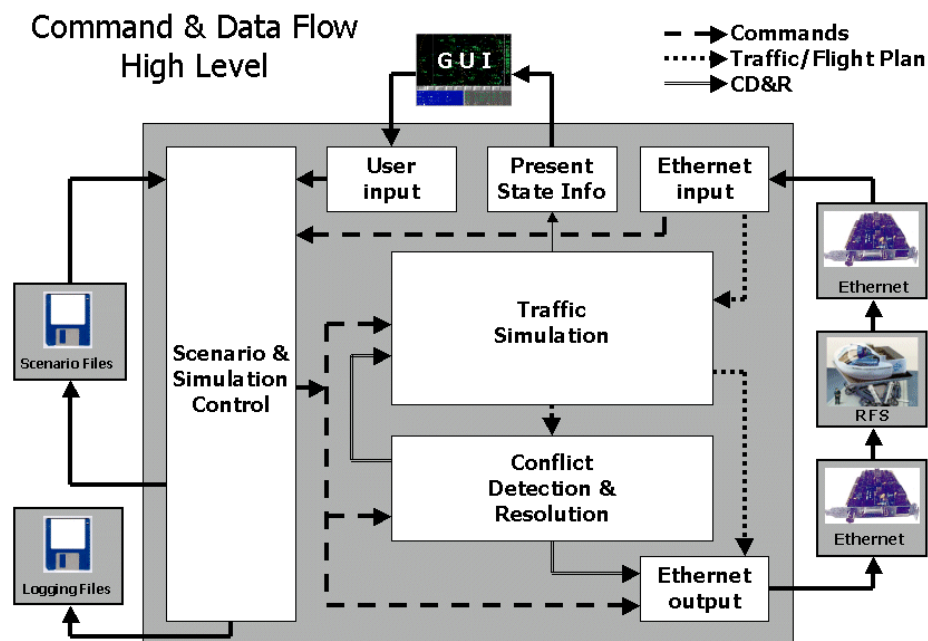 Command & Data Flow
High Level
G U I
Commands
Traffic/Flight Plan
CD&R
User
input
Present
State Info
Ethernet
input
Ethernet
Scenario Files
Traffic
Simulation
Scenario &
Simulation
Control
RFS
Conflict
Detection &
Resolution
Ethernet
Logging Files
Ethernet
output